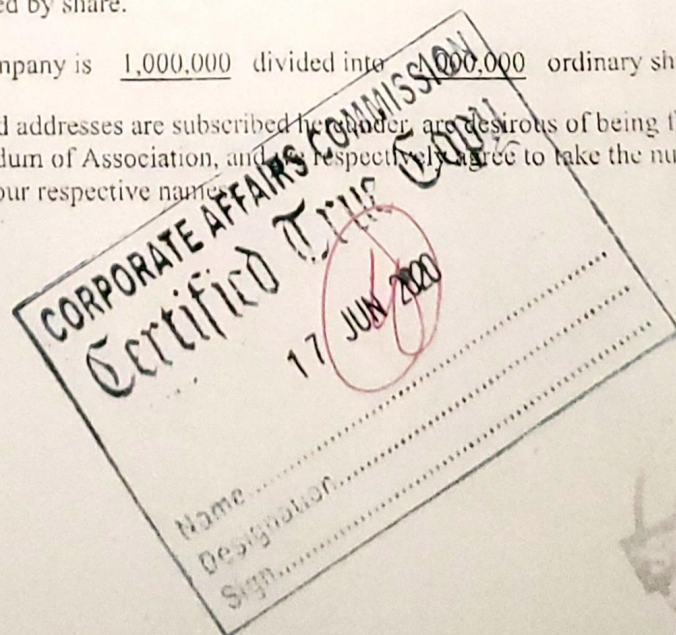 ed by share.
mpany is 1,000,000 divided into 1,000,000 ordinary sh
d addresses are subscribed hereunder, are desirous of being f
dum of Association, and respectively agree to take the nu
our respective names
CORPORATE AFFAIRS COMMISSION
Certified True Copy
17 JUN 2020
Name
Designation
Sign